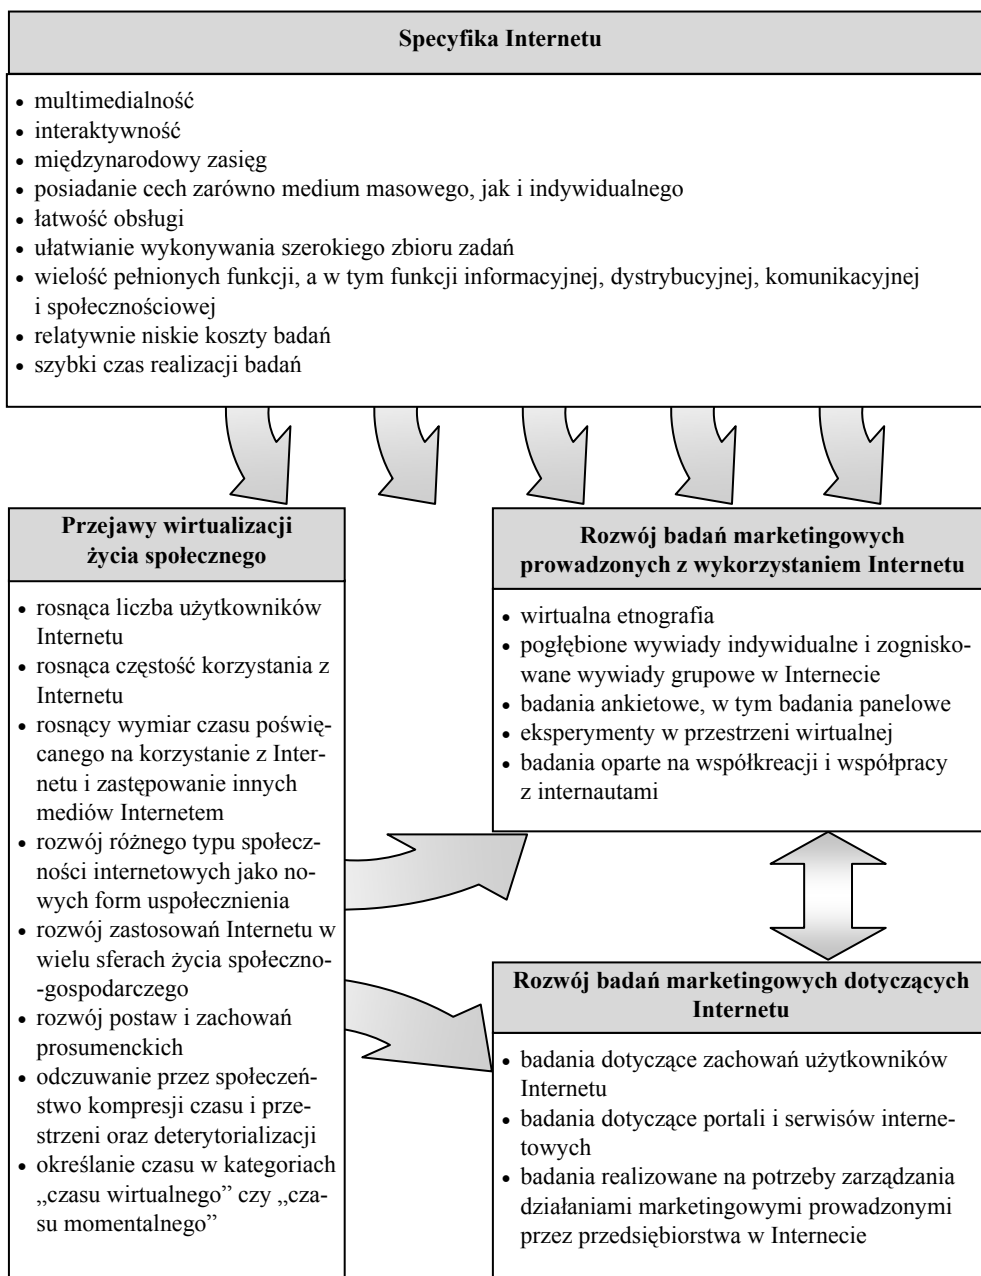 Specyfika Internetu
• multimedialność
• interaktywność
• międzynarodowy zasięg
• posiadanie cech zarówno medium masowego, jak i indywidualnego
• łatwość obsługi
• ułatwianie wykonywania szerokiego zbioru zadań
• wielość pełnionych funkcji, a w tym funkcji informacyjnej, dystrybucyjnej, komunikacyjnej
i społecznościowej
• relatywnie niskie koszty badań
• szybki czas realizacji badań
Przejawy wirtualizacji
życia społecznego
• rosnąca liczba użytkowników
Internetu
• rosnąca częstość korzystania z
Internetu
• rosnący wymiar czasu poświę-
canego na korzystanie z Inter-
netu i zastępowanie innych
mediów Internetem
• rozwój różnego typu społecz-
ności internetowych jako no-
wych form uspołecznienia
• rozwój zastosowań Internetu w
wielu sferach życia społeczno-
-gospodarczego
• rozwój postaw i zachowań
prosumenckich
• odczuwanie przez społeczeń-
stwo kompresji czasu i prze-
strzeni oraz deterytorializacji
• określanie czasu w kategoriach
„czasu wirtualnego” czy „cza-
su momentalnego”
Rozwój badań marketingowych
prowadzonych z wykorzystaniem Internetu
• wirtualna etnografia
• pogłębione wywiady indywidualne i zognisko-
wane wywiady grupowe w Internecie
• badania ankietowe, w tym badania panelowe
• eksperymenty w przestrzeni wirtualnej
• badania oparte na współkreacji i współpracy
z internautami
Rozwój badań marketingowych dotyczących
Internetu
• badania dotyczące zachowań użytkowników
Internetu
• badania dotyczące portali i serwisów interne-
towych
• badania realizowane na potrzeby zarządzania
działaniami marketingowymi prowadzonymi
przez przedsiębiorstwa w Internecie